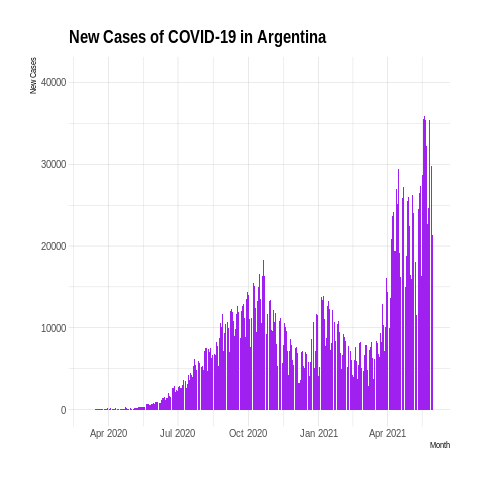 New Cases of COVID-19 in Argentina
New Cases
40000
30000
20000
10000
0
Apr 2020 Jul 2020 Oct 2020 Jan 2021 Apr 2021
Month